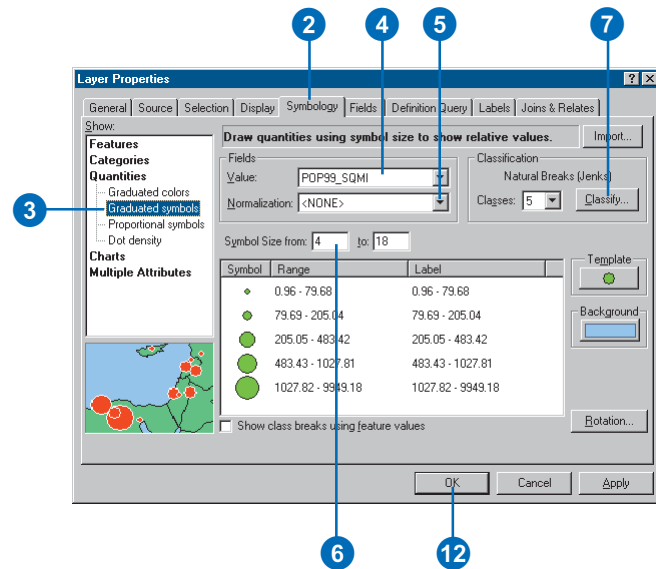 2 4 5 7
Layer Properties ? ×
General Source Selection Display Symbology Fields Definition Query Labels Joins & Relates
Show:
Features
Categories
Quantities
Graduated colors
Graduated symbols
Proportional symbols
Dot density
Charts
Multiple Attributes
3
Draw quantities using symbol size to show relative values. Import...
Fields
Value: POP99_SQMI
Normalization: <NONE>
Classification
Natural Breaks (Jenks)
Classes: 5 Classify...
Symbol Size from: 4 to: 18
Symbol Range Label
0.96 - 79.68 0.96 - 79.68
79.69 - 205.04 79.69 - 205.04
205.05 - 483.42 205.05 - 483.42
483.43 - 1027.81 483.43 - 1027.81
1027.82 - 9949.18 1027.82 - 9949.18
Template
Background
Show class breaks using feature values
Rotation...
OK Cancel Apply
6 12